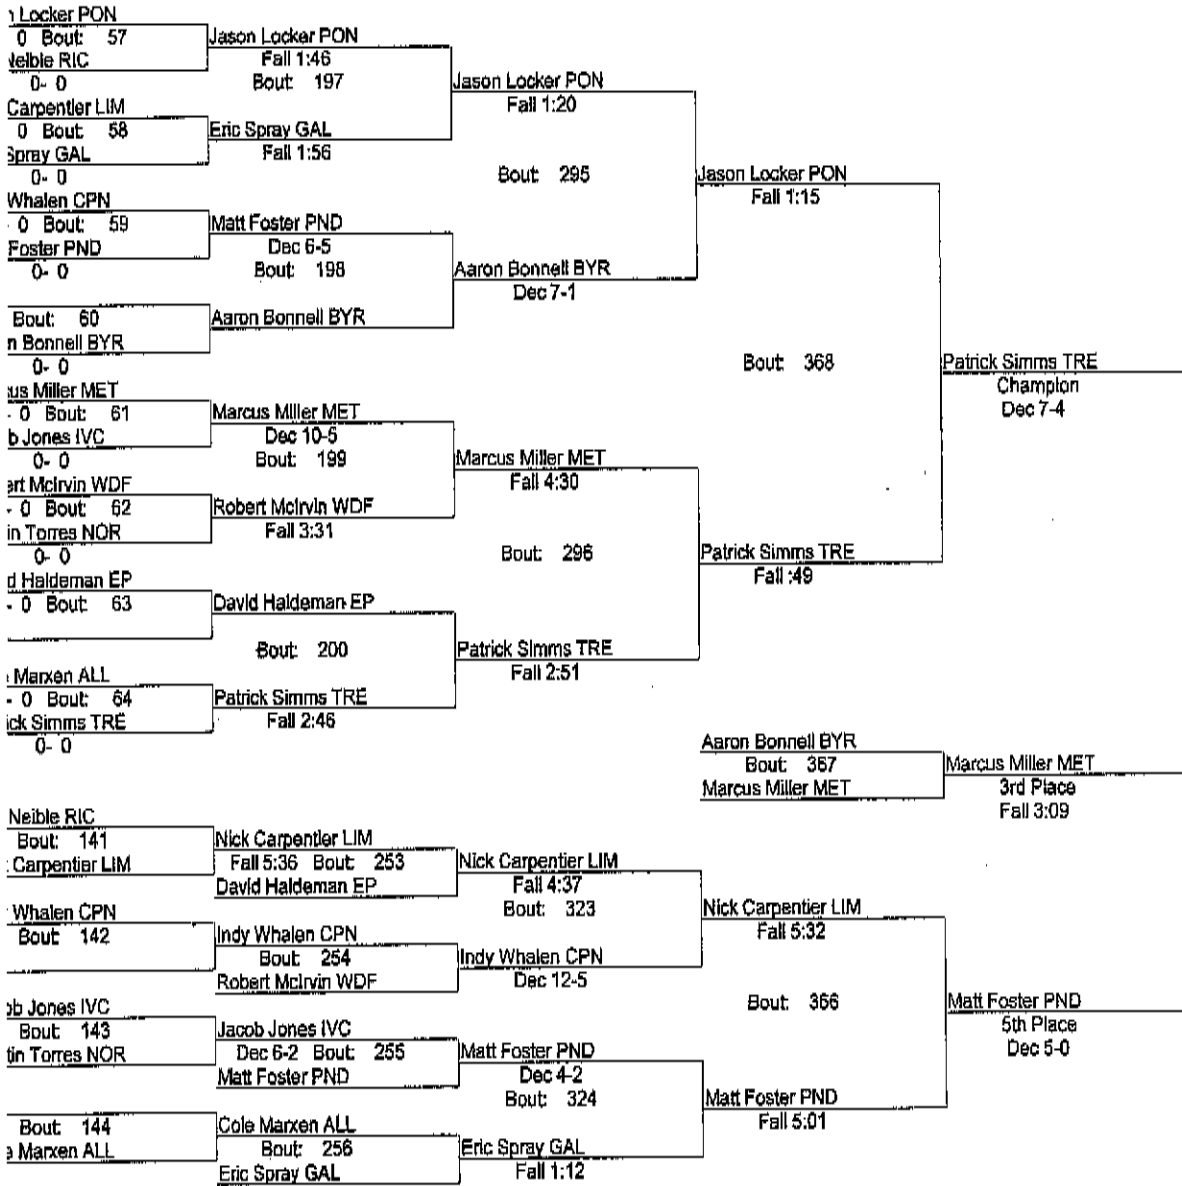 Locker PON
0 Bout: 57
Neible RIC
0- 0
Carpentier LIM
0 Bout: 58
Spray GAL
0- 0
Whalen CPN
- 0 Bout: 59
Foster PND
0- 0
Bout: 60
Bonnell BYR
0- 0
Miller MET
- 0 Bout: 61
Jones IVC
0- 0
McIrvin WDF
- 0 Bout: 62
Torres NOR
0- 0
Haldeman EP
- 0 Bout: 63
Marxen ALL
- 0 Bout: 64
Simms TRE
0- 0
Jason Locker PON
Fall 1:46
Bout: 197
Eric Spray GAL
Fall 1:56
Matt Foster PND
Dec 6-5
Bout: 198
Aaron Bonnell BYR
Marcus Miller MET
Dec 10-5
Bout: 199
Robert McIrvin WDF
Fall 3:31
David Haldeman EP
Bout: 200
Patrick Simms TRE
Fall 2:46
Jason Locker PON
Fall 1:20
Bout: 295
Aaron Bonnell BYR
Dec 7-1
Marcus Miller MET
Fall 4:30
Bout: 296
Patrick Simms TRE
Fall 2:51
Jason Locker PON
Fall 1:15
Bout: 368
Patrick Simms TRE
Fall :49
Patrick Simms TRE
Champion
Dec 7-4
Aaron Bonnell BYR
Bout: 367
Marcus Miller MET
Marcus Miller MET
3rd Place
Fall 3:09
Neible RIC
Bout: 141
Carpentier LIM
Whalen CPN
Bout: 142
Jones IVC
Bout: 143
Torres NOR
Bout: 144
Marxen ALL
Nick Carpentier LIM
Fall 5:36 Bout: 253
David Haldeman EP
Indy Whalen CPN
Bout: 254
Robert McIrvin WDF
Jacob Jones IVC
Dec 6-2 Bout: 255
Matt Foster PND
Cole Marxen ALL
Bout: 256
Eric Spray GAL
Nick Carpentier LIM
Fall 4:37
Bout: 323
Indy Whalen CPN
Dec 12-5
Matt Foster PND
Dec 4-2
Bout: 324
Eric Spray GAL
Fall 1:12
Nick Carpentier LIM
Fall 5:32
Bout: 366
Matt Foster PND
Fall 5:01
Matt Foster PND
5th Place
Dec 5-0